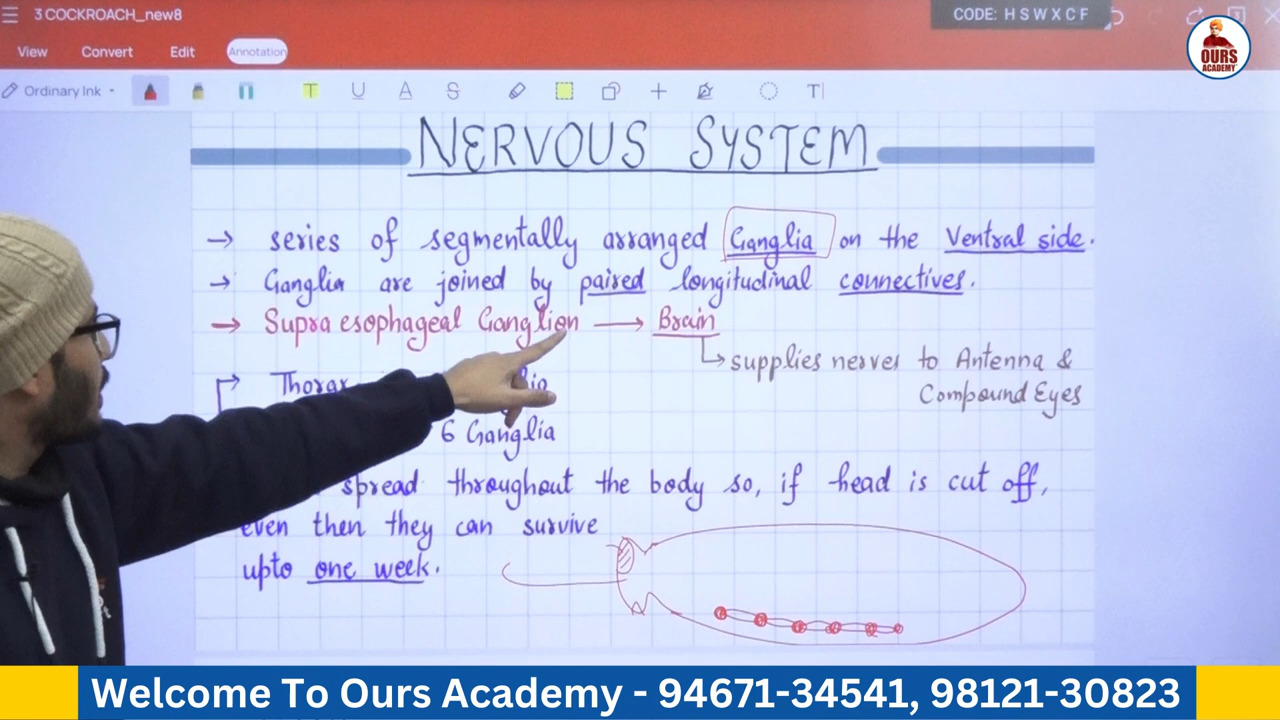 3 COCKROACH_new8
CODE: H S W X C F
View Convert Edit Annotation
OURS
ACADEMY
Ordinary Ink
NERVOUS SYSTEM
→ series of segmentally arranged Ganglia on the Ventral side.
→ Ganglia are joined by paired longitudinal connectives.
→ Supra esophageal Ganglion → Brain
supplies nerves to Antenna &
Compound Eyes
6 Ganglia
spread throughout the body so, if head is cut off,
even then they can survive
upto one week.
Welcome To Ours Academy - 94671-34541, 98121-30823